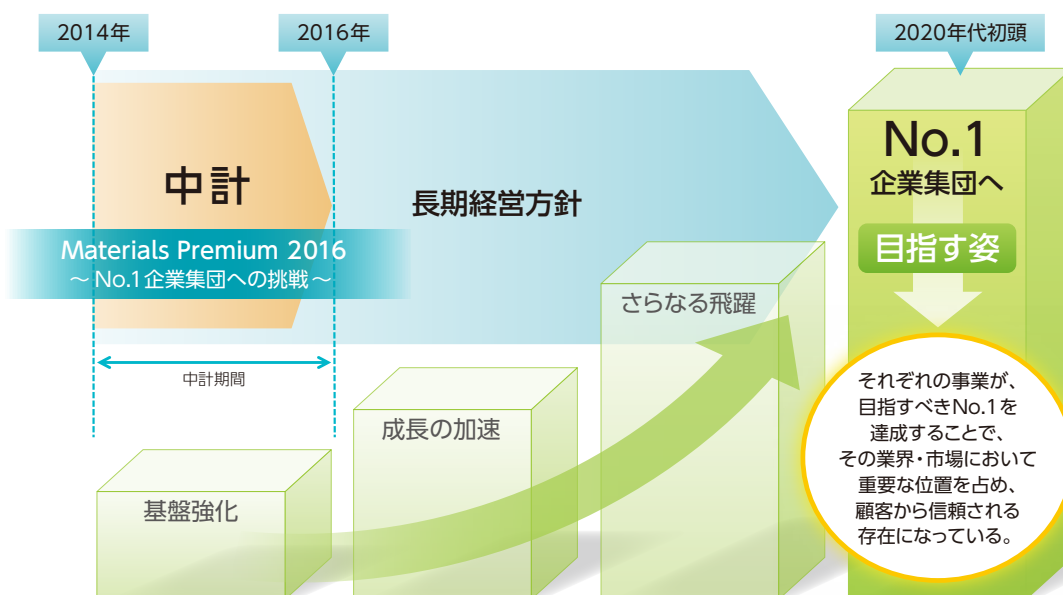 2014年
2016年
2020年代初頭
中計
長期経営方針
Materials Premium 2016
～No.1企業集団への挑戦～
中計期間
基盤強化
成長の加速
さらなる飛躍
No.1
企業集団へ
目指す姿
それぞれの事業が、
目指すべきNo.1を
達成することで、
その業界・市場において
重要な位置を占め、
顧客から信頼される
存在になっている。